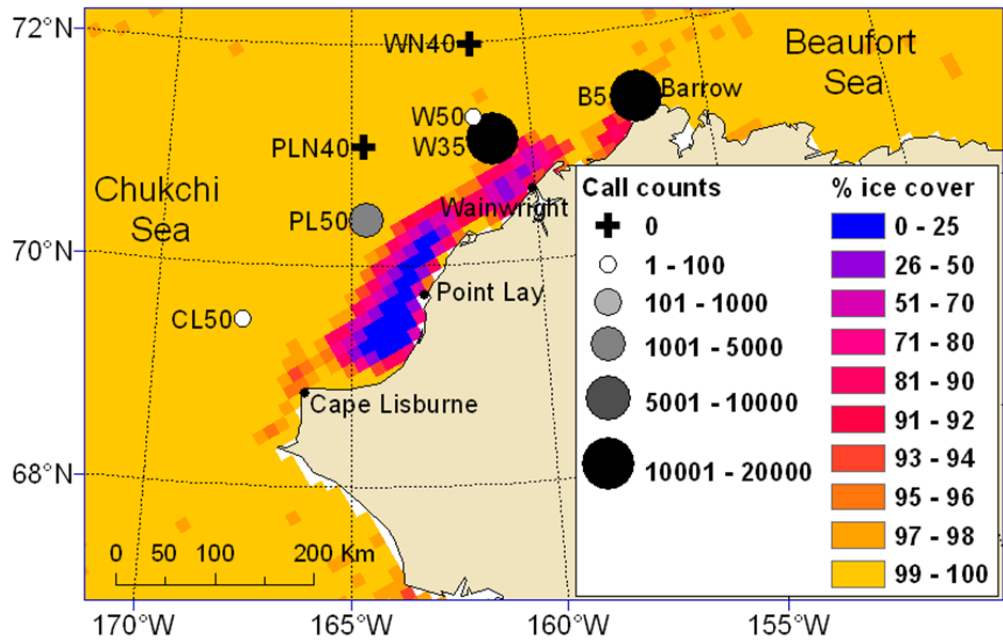 72°N
WN40
Beaufort
Sea
B5
Barrow
W50
W35
PLN40
Chukchi
Sea
PL50
Wainwright
70°N
Point Lay
CL50
Cape Lisburne
68°N
0 50 100 200 Km
170°W 165°W 160°W 155°W
Call counts
0
1 - 100
101 - 1000
1001 - 5000
5001 - 10000
10001 - 20000
% ice cover
0 - 25
26 - 50
51 - 70
71 - 80
81 - 90
91 - 92
93 - 94
95 - 96
97 - 98
99 - 100